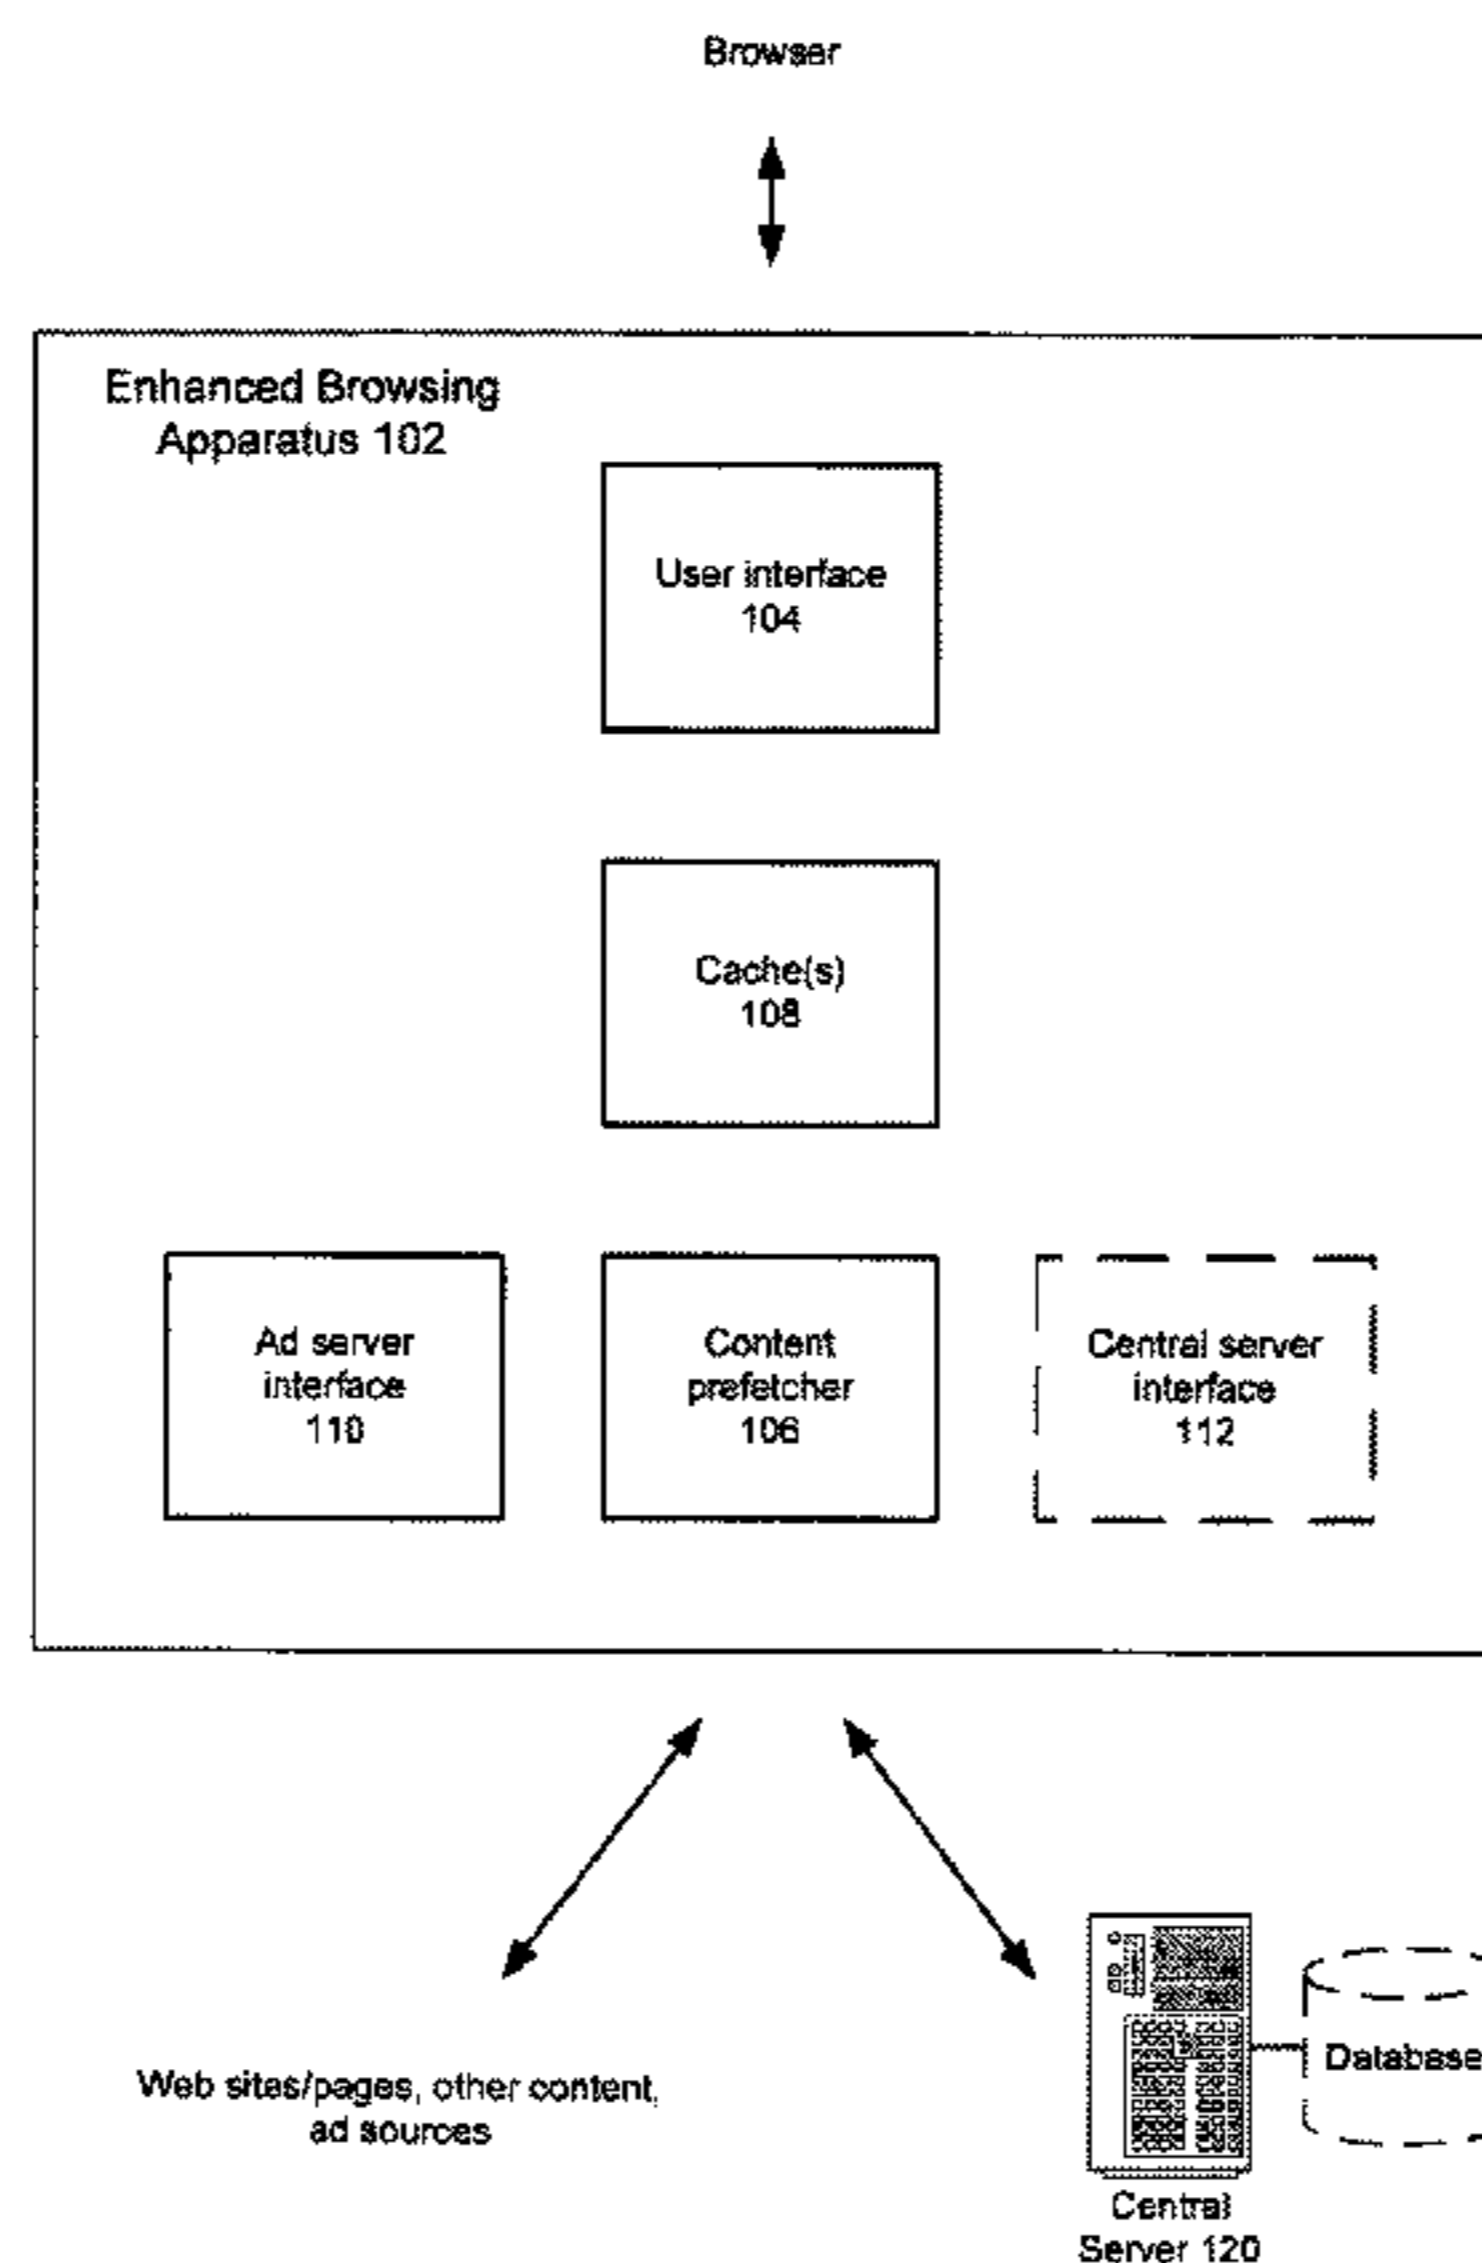 Browser
Enhanced Browsing
Apparatus 102
User interface
104
Cache(s)
108
Ad server
interface
110
Content
prefetcher
106
Central server
interface
112
Web sites/pages, other content,
ad sources
Database
Central
Server 120